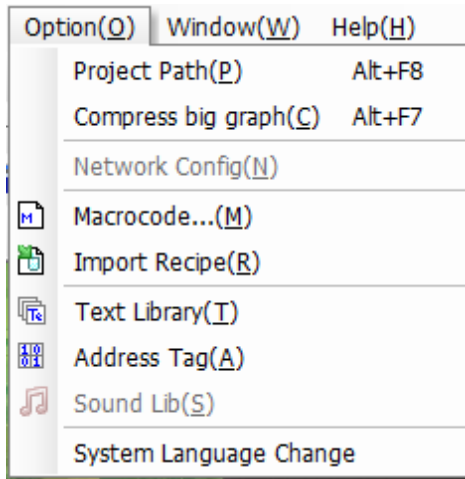 Option(O) Window(W) Help(H)
Project Path(P) Alt+F8
Compress big graph(C) Alt+F7
Network Config(N)
Macrocode...(M)
Import Recipe(R)
Text Library(T)
Address Tag(A)
Sound Lib(S)
System Language Change